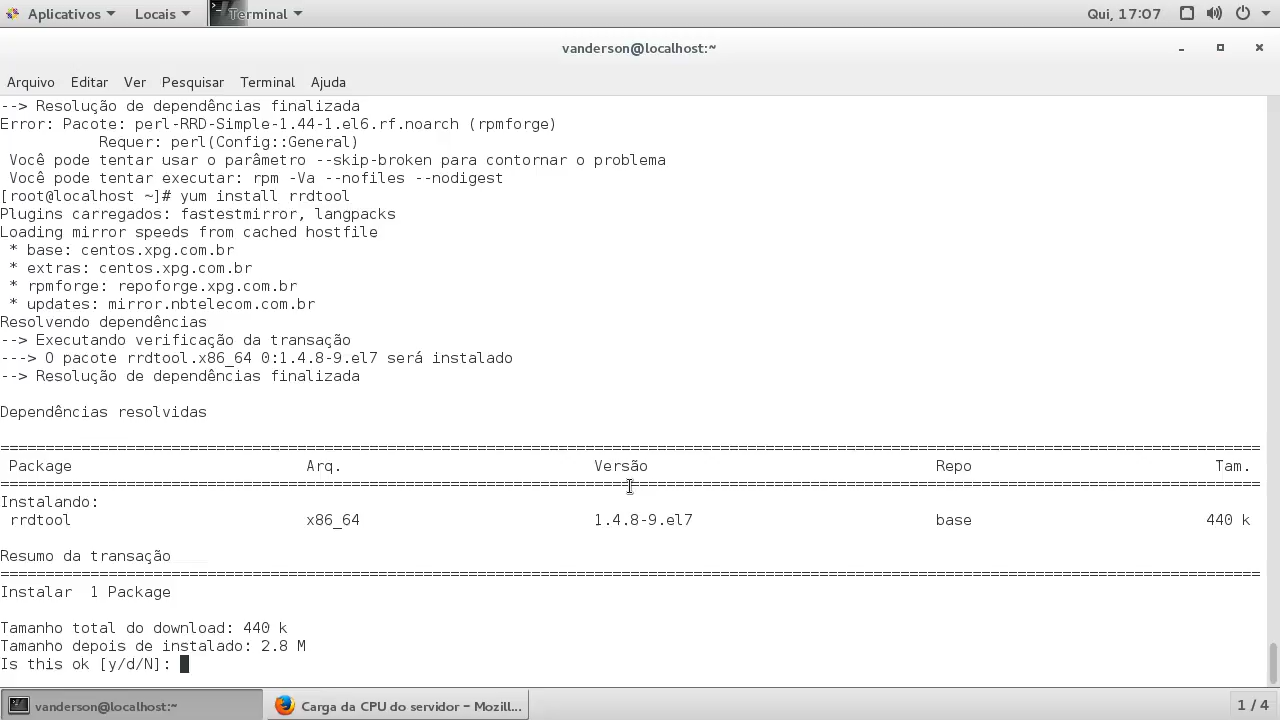 Aplicativos Locais Terminal Qui, 17:07
vanderson@localhost:~
Arquivo Editar Ver Pesquisar Terminal Ajuda
--> Resolução de dependências finalizada
Error: Pacote: perl-RRD-Simple-1.44-1.el6.rf.noarch (rpmforge)
Requer: perl(Config::General)
Você pode tentar usar o parâmetro --skip-broken para contornar o problema
Você pode tentar executar: rpm -Va --nofiles --nodigest
[root@localhost ~]# yum install rrdtool
Plugins carregados: fastestmirror, langpacks
Loading mirror speeds from cached hostfile
* base: centos.xpg.com.br
* extras: centos.xpg.com.br
* rpmforge: repoforge.xpg.com.br
* updates: mirror.nbtelecom.com.br
Resolvendo dependências
--> Executando verificação da transação
---> O pacote rrdtool.x86_64 0:1.4.8-9.el7 será instalado
--> Resolução de dependências finalizada
Dependências resolvidas
Package Arq. Versão Repo Tam.
Instalando:
rrdtool x86_64 1.4.8-9.el7 base 440 k
Resumo da transação
Instalar 1 Package
Tamanho total do download: 440 k
Tamanho depois de instalado: 2.8 M
Is this ok [y/d/N]:
vanderson@localhost:~ Carga da CPU do servidor - Mozill... 1 / 4